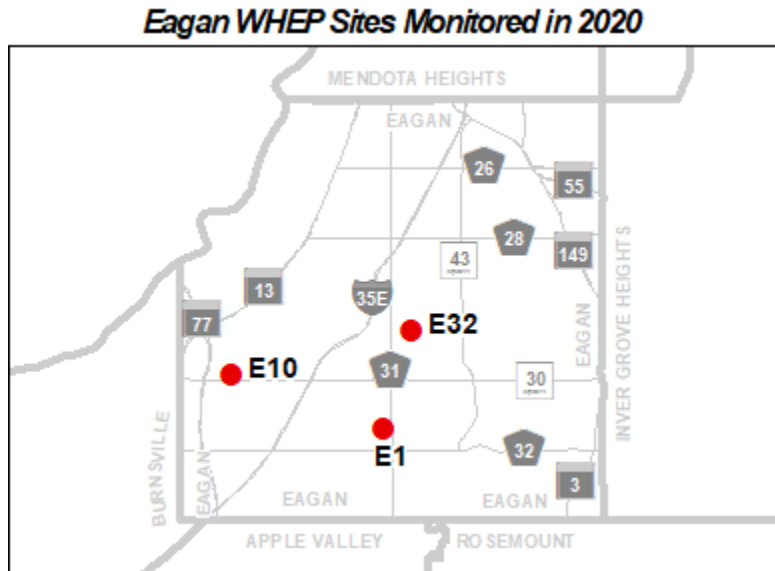 Eagan WHEP Sites Monitored in 2020
MENDOTA HEIGHTS
EAGAN
26
55
28
43
149
13
35E
77
E32
E10
31
30
E1
32
3
BURNSVILLE
EAGAN
EAGAN
EAGAN
EAGAN
INVER GROVE HEIGHTS
APPLE VALLEY
ROSEMOUNT